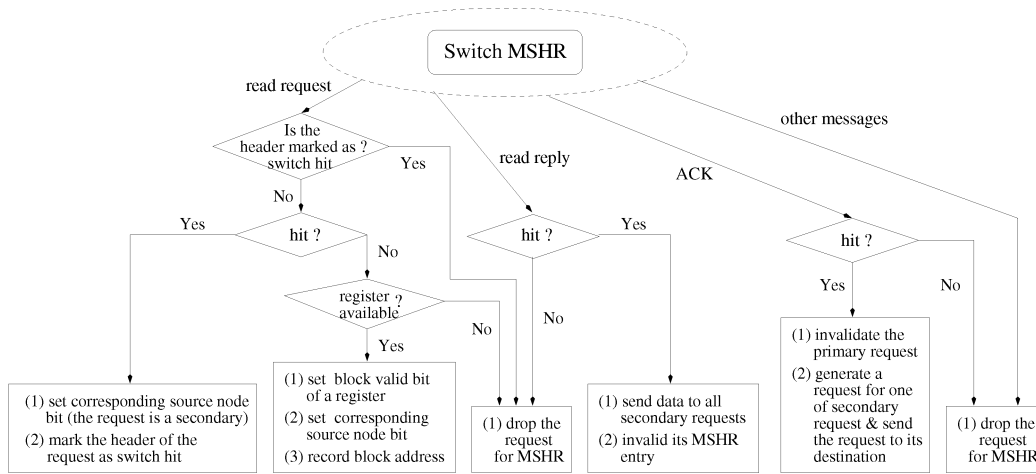 Switch MSHR
read request
other messages
read reply
ACK
Is the
header marked as ?
switch hit
Yes
No
hit ?
Yes
No
hit ?
Yes
No
hit ?
Yes
No
register ?
available
No
Yes
(1) set corresponding source node
bit (the request is a secondary)
(2) mark the header of the
request as switch hit
(1) set block valid bit
of a register
(2) set corresponding
source node bit
(3) record block address
(1) drop the
request
for MSHR
(1) send data to all
secondary requests
(2) invalid its MSHR
entry
(1) invalidate the
primary request
(2) generate a
request for one
of secondary
request & send
the request to its
destination
(1) drop the
request
for MSHR